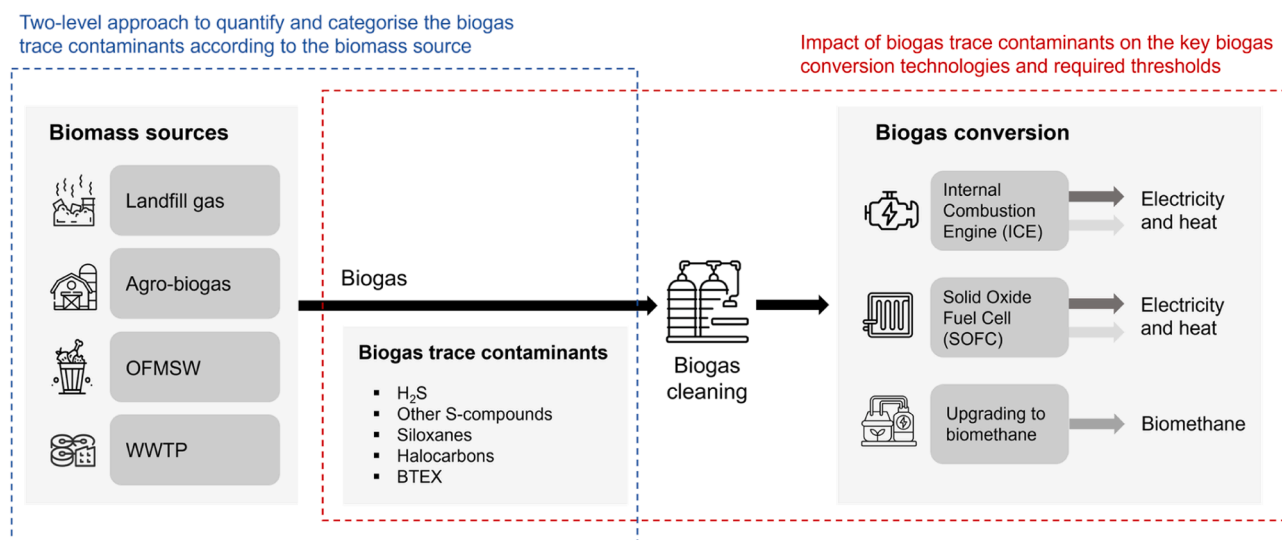 Two-level approach to quantify and categorise the biogas
trace contaminants according to the biomass source
Impact of biogas trace contaminants on the key biogas
conversion technologies and required thresholds
Biomass sources
Landfill gas
Agro-biogas
OFMSW
WWTP
Biogas
Biogas trace contaminants
▪ H₂S
▪ Other S-compounds
▪ Siloxanes
▪ Halocarbons
▪ BTEX
Biogas
cleaning
Biogas conversion
Internal
Combustion
Engine (ICE)
Electricity
and heat
Solid Oxide
Fuel Cell
(SOFC)
Electricity
and heat
Upgrading to
biomethane
Biomethane